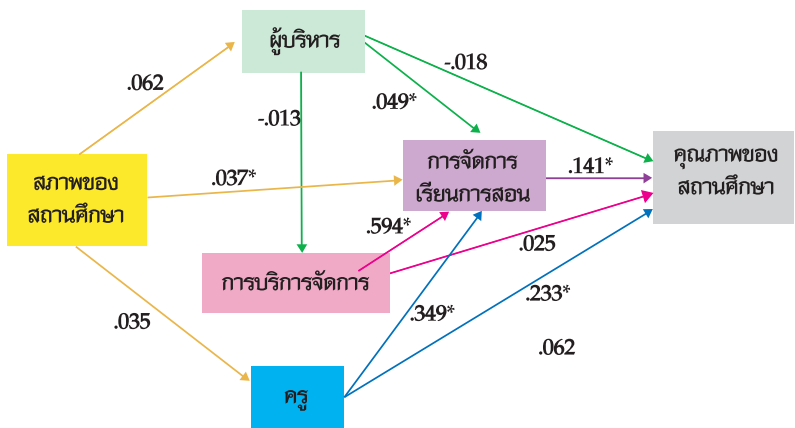 ผู้บริหาร
.062
-.018
-.013
.049*
สภาพของ
สถานศึกษา
.037*
การจัดการ
เรียนการสอน
.141*
คุณภาพของ
สถานศึกษา
.594*
.025
การบริการจัดการ
.035
.349*
.233*
.062
ครู